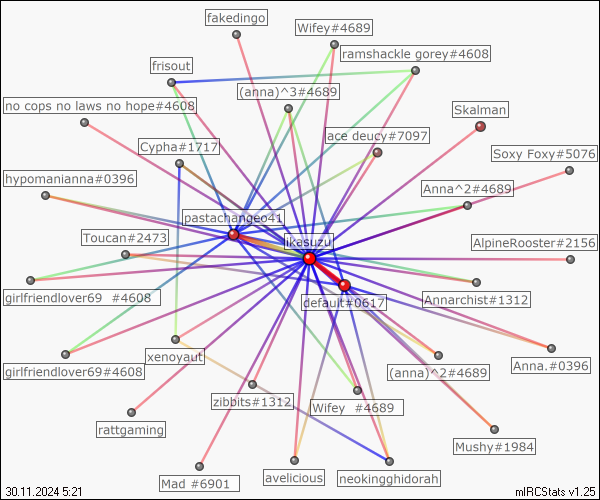 fakedingo
Wifey#4689
ramshackle gorey#4608
frisout
(anna)^3#4689
no cops no laws no hope#4608
Skalman
ace deucy#7097
Cypha#1717
Soxy Foxy#5076
hypomanianna#0396
Anna^2#4689
pastachangeo41
Toucan#2473
ikesuzu
AlpineRooster#2156
girlfriendlover69 #4608
default#0617
Annarchist#1312
xenoyaut
girlfriendlover69#4608
(anna)^2#4689
Anna.#0396
zibbits#1312
Wifey #4689
rattgaming
Mushy#1984
Mad #6901
avelicious
neokingghidorah
30.11.2024 5:21
mIRCStats v1.25